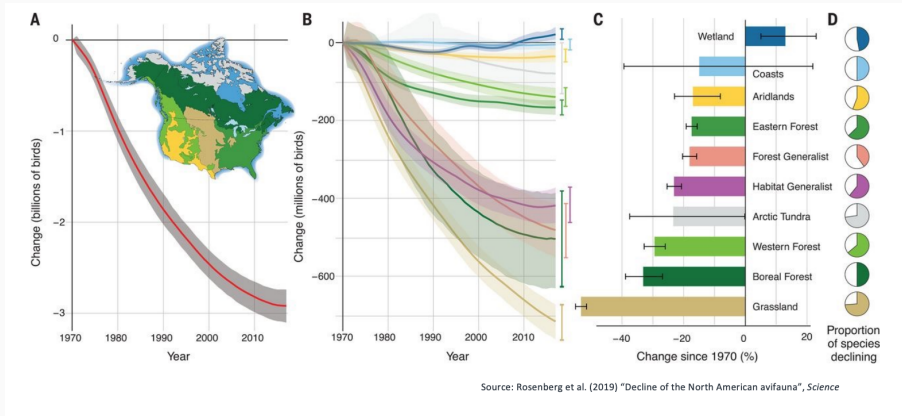 A
B
C
D
0
−1
−2
−3
Change (billions of birds)
1970
1980
1990
2000
2010
Year
0
−200
−400
−600
Change (millions of birds)
1970
1980
1990
2000
2010
Year
Wetland
Coasts
Aridlands
Eastern Forest
Forest Generalist
Habitat Generalist
Arctic Tundra
Western Forest
Boreal Forest
Grassland
−40
−20
0
20
Change since 1970 (%)
Proportion
of species
declining
Source: Rosenberg et al. (2019) “Decline of the North American avifauna”, Science